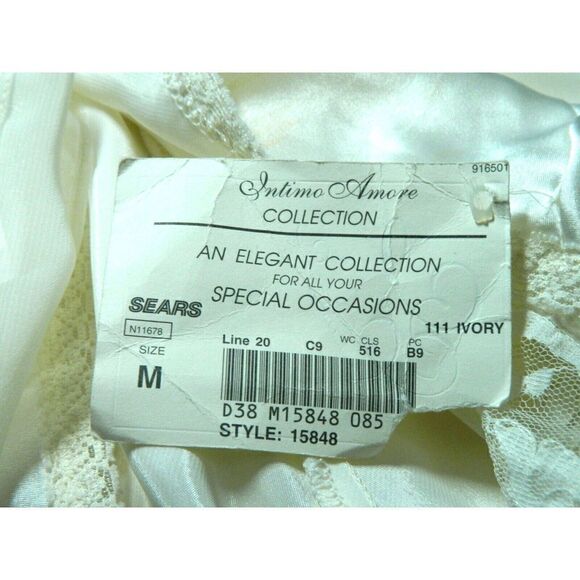 916501
Intimo Amore
COLLECTION
AN ELEGANT COLLECTION
FOR ALL YOUR
SPECIAL OCCASIONS
SEARS
111 IVORY
N11678
Line 20 C9 WC CLS 516 PC B9
SIZE
M
D38 M15848 085
STYLE: 15848